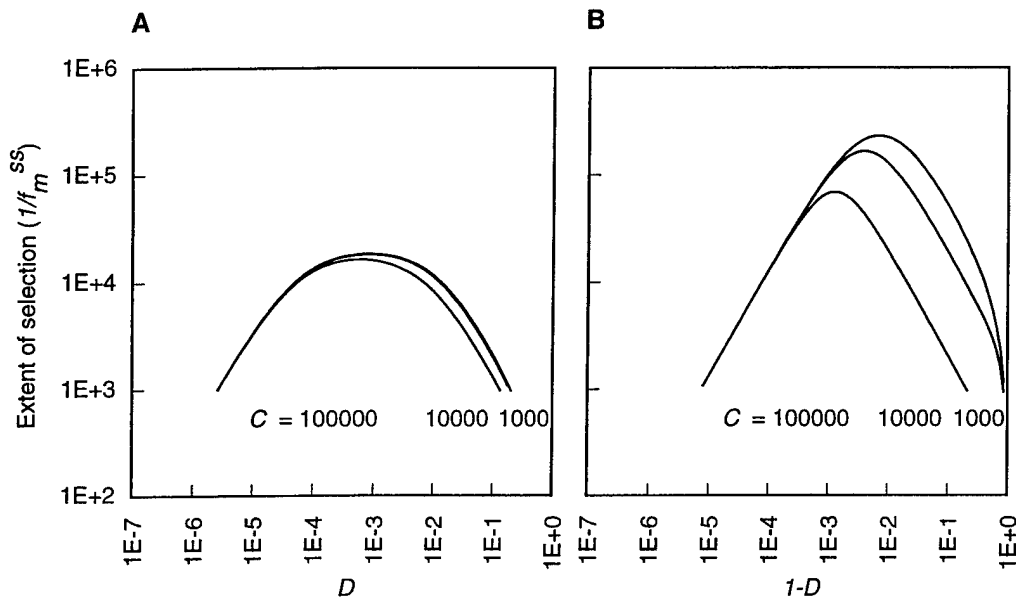 A
B
Extent of selection (1/f_m^ss)
1E+6
1E+5
1E+4
1E+3
1E+2
C = 100000 10000 1000
C = 100000 10000 1000
1E-7 1E-6 1E-5 1E-4 1E-3 1E-2 1E-1 1E+0
1E-7 1E-6 1E-5 1E-4 1E-3 1E-2 1E-1 1E+0
D
1-D